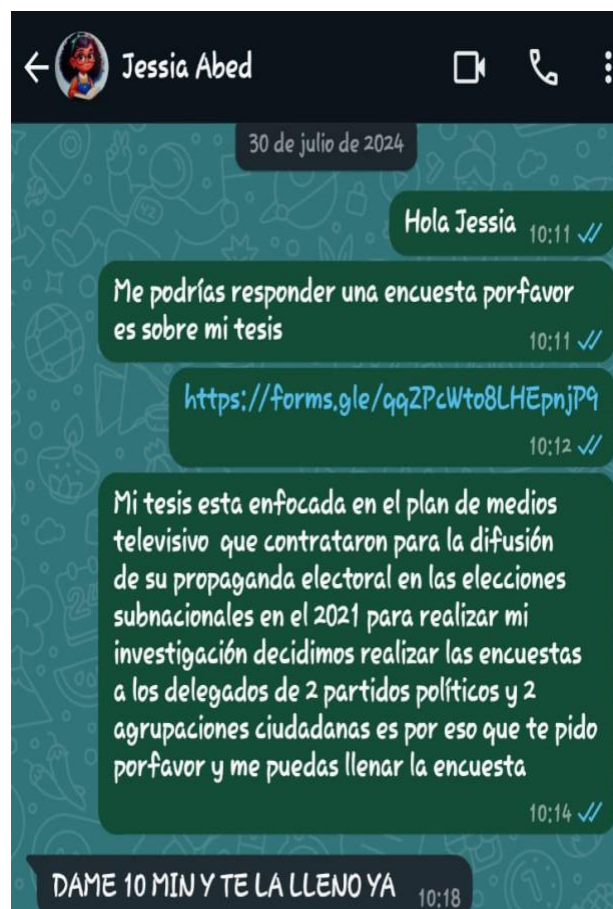 Jessia Abed
30 de julio de 2024
Hola Jessia 10:11
Me podrías responder una encuesta porfavor
es sobre mi tesis
10:11
https://forms.gle/qqZPcWto8LHEpnjP9
10:12
Mi tesis esta enfocada en el plan de medios
televisivo que contrataron para la difusión
de su propaganda electoral en las elecciones
subnacionales en el 2021 para realizar mi
investigación decidimos realizar las encuestas
a los delegados de 2 partidos políticos y 2
agrupaciones ciudadanas es por eso que te pido
porfavor y me puedas llenar la encuesta
10:14
DAME 10 MIN Y TE LA LLENO YA 10:18